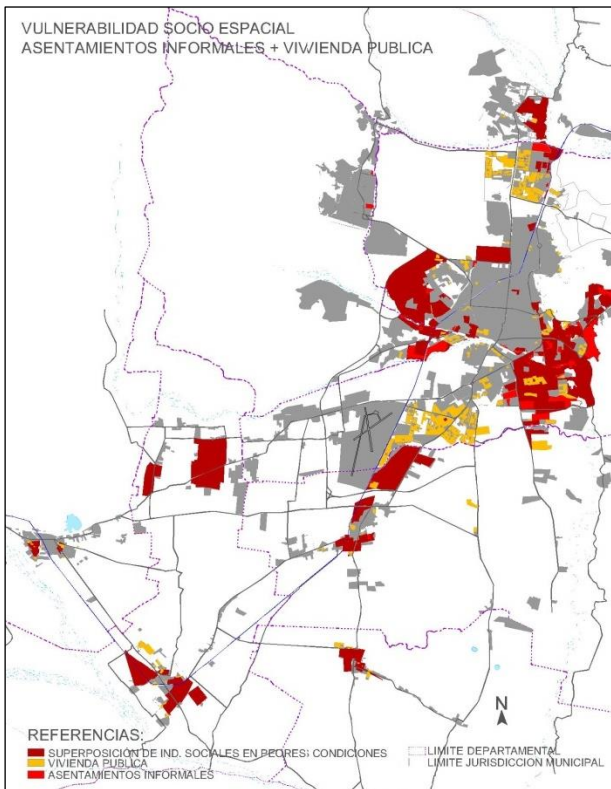 VULNERABILIDAD SOCIO ESPACIAL
ASENTAMIENTOS INFORMALES + VIVVIENDA PUBLICA
N
REFERENCIAS:
SUPERPOSICIÓN DE IND. SOCIALES EN PEORES CONDICIONES
VIVIENDA PUBLICA
ASENTAMIENTOS INFORMALES
LIMITE DEPARTAMENTAL
LIMITE JURISDICCION MUNICIPAL